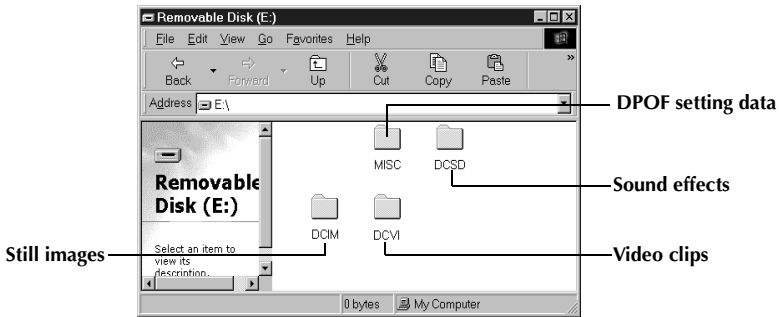 Removable Disk (E:)
File Edit View Go Favorites Help
Back Forward Up Cut Copy Paste »
Address E:\
DPOF setting data
MISC DCSD
Removable
Disk (E:)
Sound effects
DCIM DCVI
Still images
Select an item to
view its
description.
Video clips
0 bytes My Computer